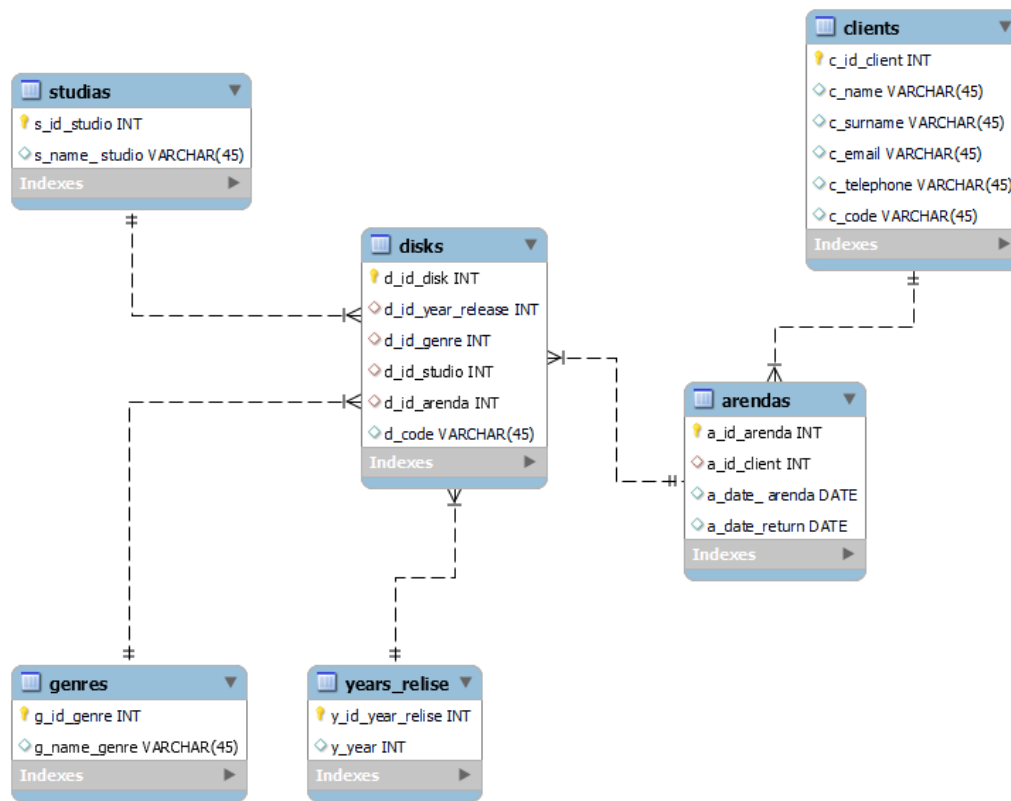 clients
c_id_client INT
c_name VARCHAR(45)
c_surname VARCHAR(45)
c_email VARCHAR(45)
c_telephone VARCHAR(45)
c_code VARCHAR(45)
Indexes
studias
s_id_studio INT
s_name_ studio VARCHAR(45)
Indexes
disks
d_id_disk INT
d_id_year_release INT
d_id_genre INT
d_id_studio INT
d_id_arenda INT
d_code VARCHAR(45)
Indexes
arendas
a_id_arenda INT
a_id_client INT
a_date_ arenda DATE
a_date_return DATE
Indexes
genres
g_id_genre INT
g_name_genre VARCHAR(45)
Indexes
years_relise
y_id_year_relise INT
y_year INT
Indexes